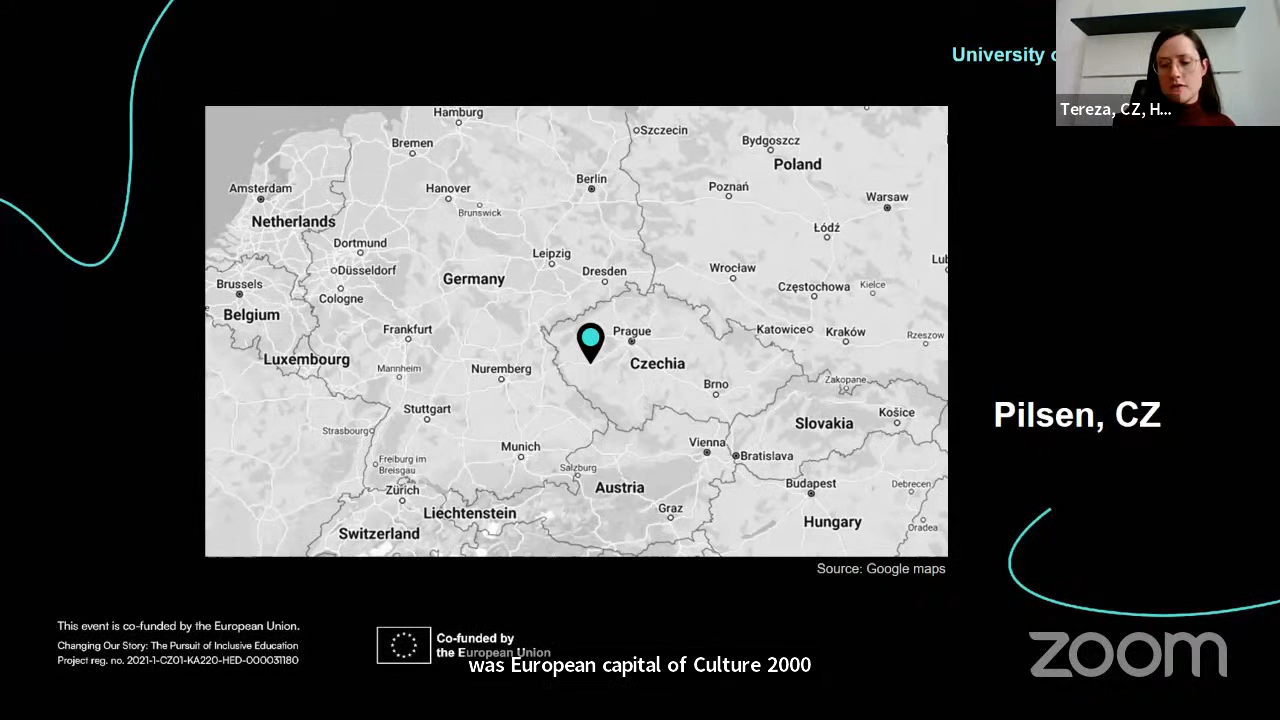 University
Tereza, CZ, H...
Hamburg
Szczecin
Bremen
Bydgoszcz
Poland
Amsterdam
Hanover
Berlin
Poznań
Warsaw
Brunswick
Netherlands
Łódź
Dortmund
Leipzig
Dresden
Wrocław
Düsseldorf
Germany
Brussels
Częstochowa
Kielce
Cologne
Belgium
Frankfurt
Prague
Katowice
Kraków
Rzeszow
Luxembourg
Mannheim
Nuremberg
Czechia
Zakopane
Brno
Stuttgart
Košice
Slovakia
Strasbourg
Munich
Vienna
Bratislava
Freiburg im
Breisgau
Salzburg
Zürich
Austria
Budapest
Debrecen
Liechtenstein
Graz
Hungary
Oradea
Switzerland
Pilsen, CZ
Source: Google maps
This event is co-funded by the European Union.
Changing Our Story: The Pursuit of Inclusive Education
Project reg. no. 2021-1-CZ01-KA220-HED-000031180
Co-funded by
the European Union
was European capital of Culture 2000
zoom